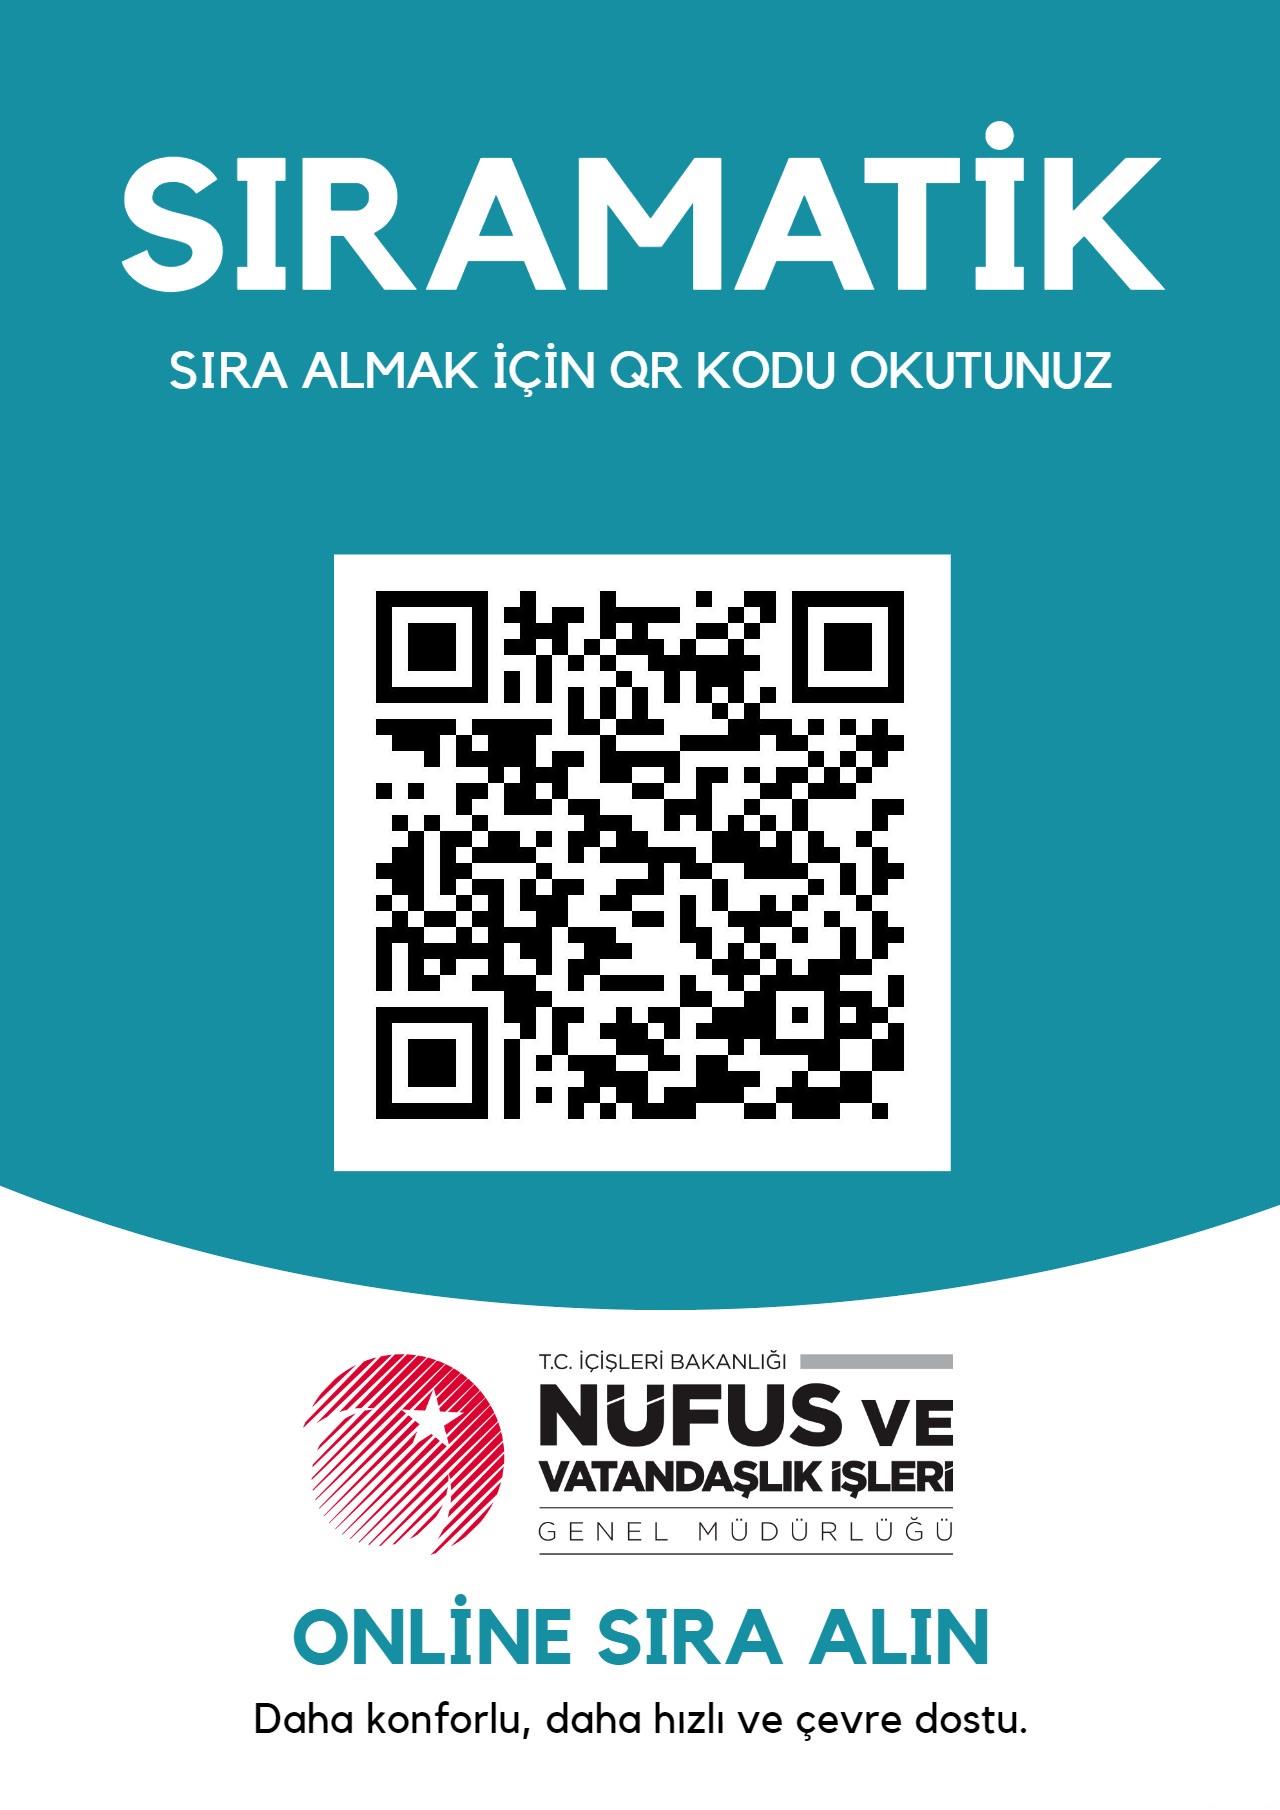 SIRAMATİK
SIRA ALMAK İÇİN QR KODU OKUTUNUZ
T.C. İÇİŞLERİ BAKANLIĞI
NÜFUS VE
VATANDAŞLIK İŞLERİ
GENEL MÜDÜRLÜĞÜ
ONLİNE SIRA ALIN
Daha konforlu, daha hızlı ve çevre dostu.